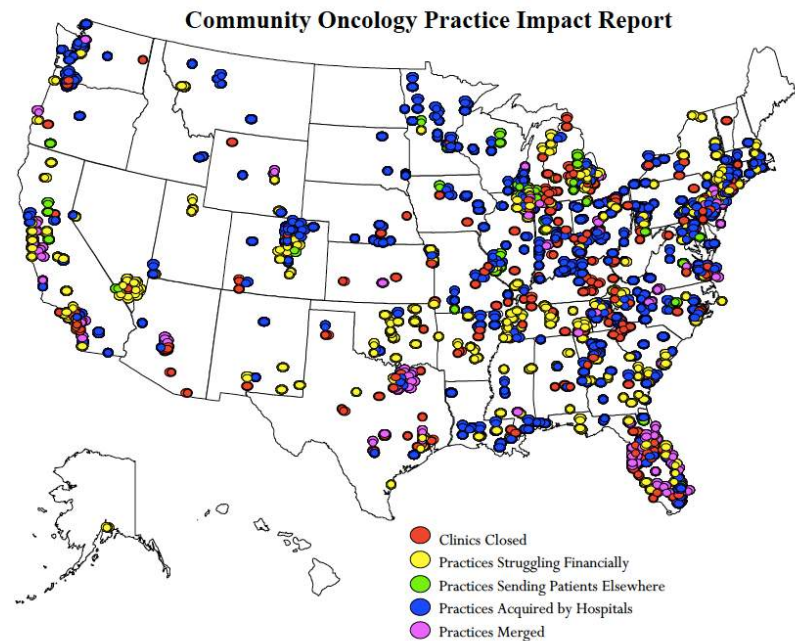 Community Oncology Practice Impact Report
Clinics Closed
Practices Struggling Financially
Practices Sending Patients Elsewhere
Practices Acquired by Hospitals
Practices Merged